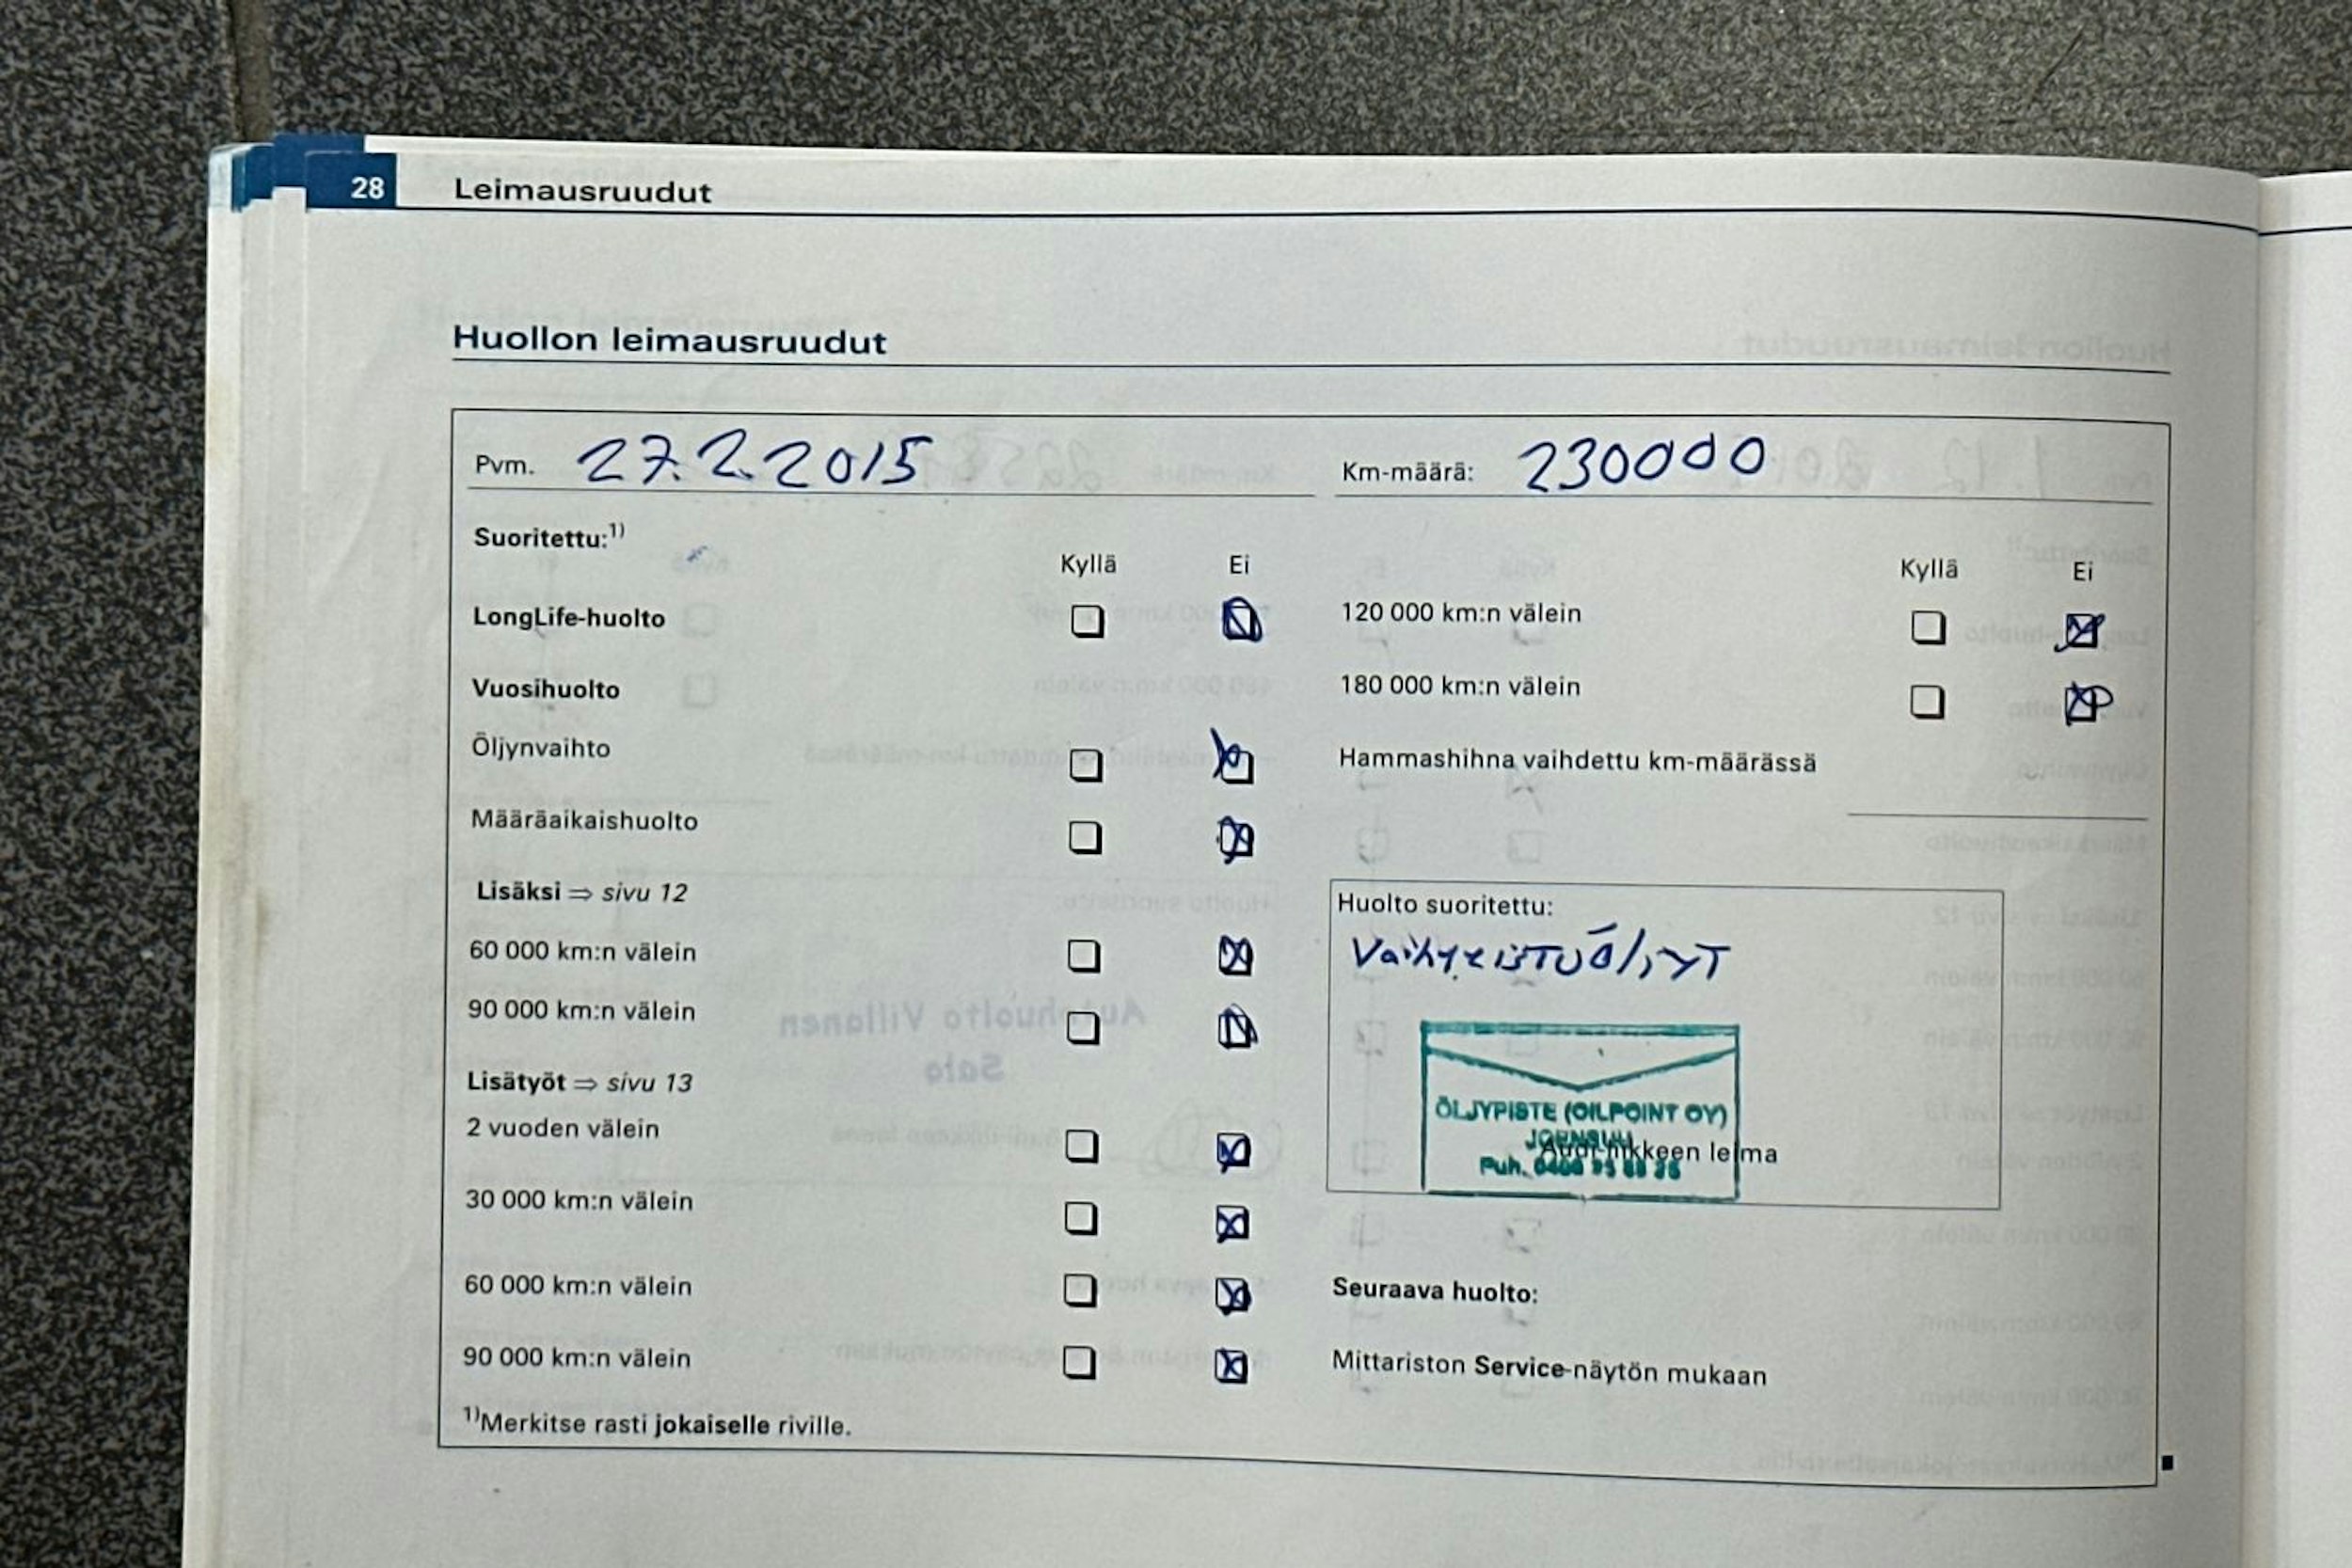 28 Leimausruudut
Huollon leimausruudut
Pvm. 27.2.2015
Km-määrä: 230000
Suoritettu:1)
Kyllä Ei
LongLife-huolto
Vuosihuolto
Öljynvaihto
Määräaikaishuolto
Lisäksi ⇒ sivu 12
60 000 km:n välein
90 000 km:n välein
Lisätyöt ⇒ sivu 13
2 vuoden välein
30 000 km:n välein
60 000 km:n välein
90 000 km:n välein
1)Merkitse rasti jokaiselle riville.
Kyllä Ei
120 000 km:n välein
180 000 km:n välein
Hammashihna vaihdettu km-määrässä
Huolto suoritettu:
ÖLJYPISTE (OILPOINT OY)
JOENSUU
Audi-liikkeen leima
Puh. 0400
Seuraava huolto:
Mittariston Service-näytön mukaan